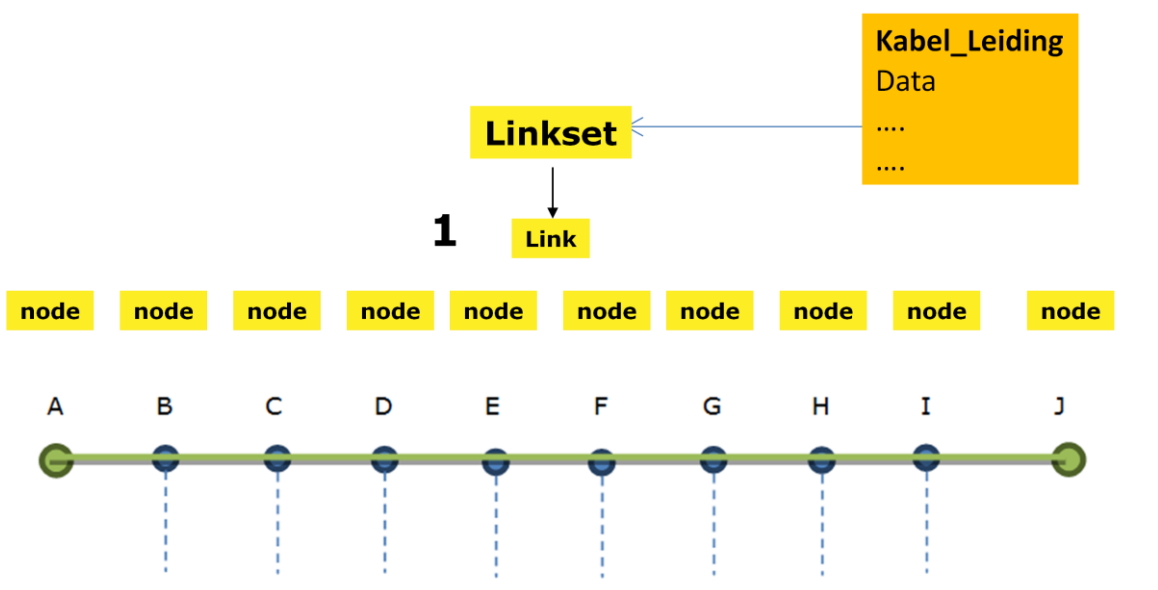 Kabel_Leiding
Data
....
....
Linkset
1
Link
node node node node node node node node node node
A B C D E F G H I J